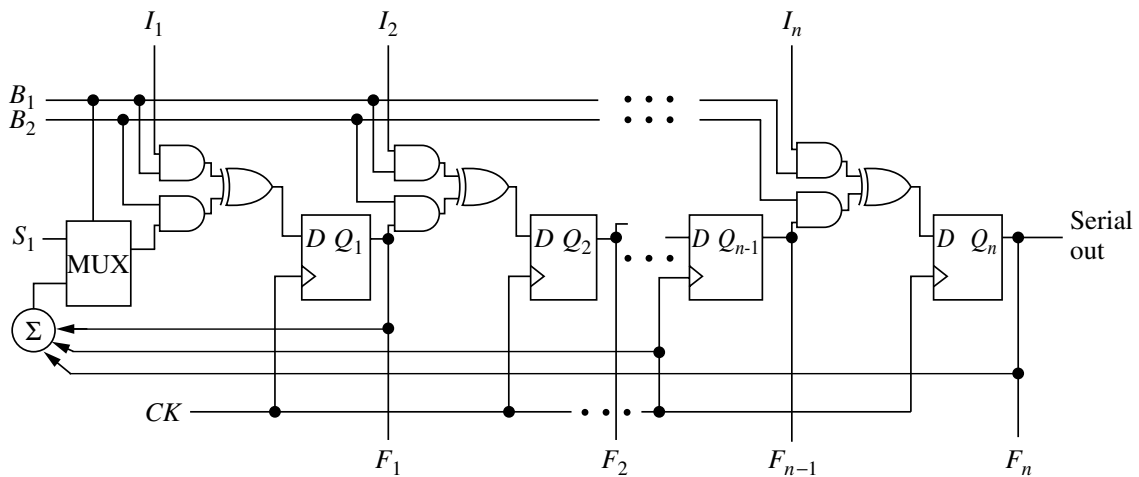 I1 I2 In
B1
B2
S1
MUX
D Q1
D Q2
D Qn-1
D Qn
Serial
out
Σ
CK
F1 F2 Fn−1 Fn